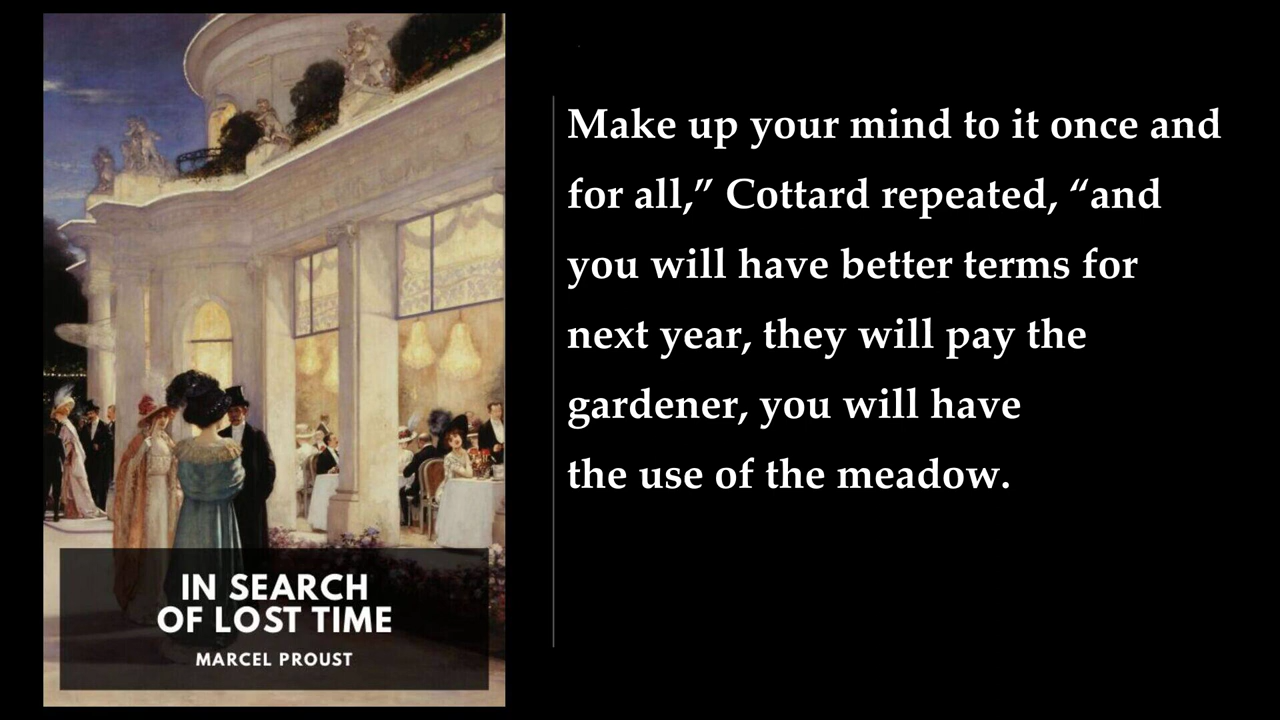 IN SEARCH
OF LOST TIME
MARCEL PROUST
Make up your mind to it once and
for all,” Cottard repeated, “and
you will have better terms for
next year, they will pay the
gardener, you will have
the use of the meadow.